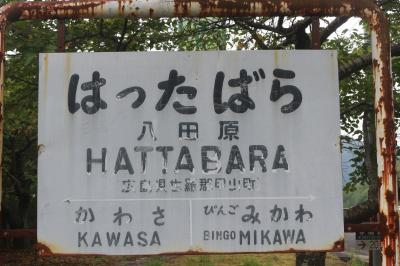 はったばら
八田原
HATTABARA
広島県世羅郡甲山町
かわさ びんごみかわ
KAWASA BINGO MIKAWA